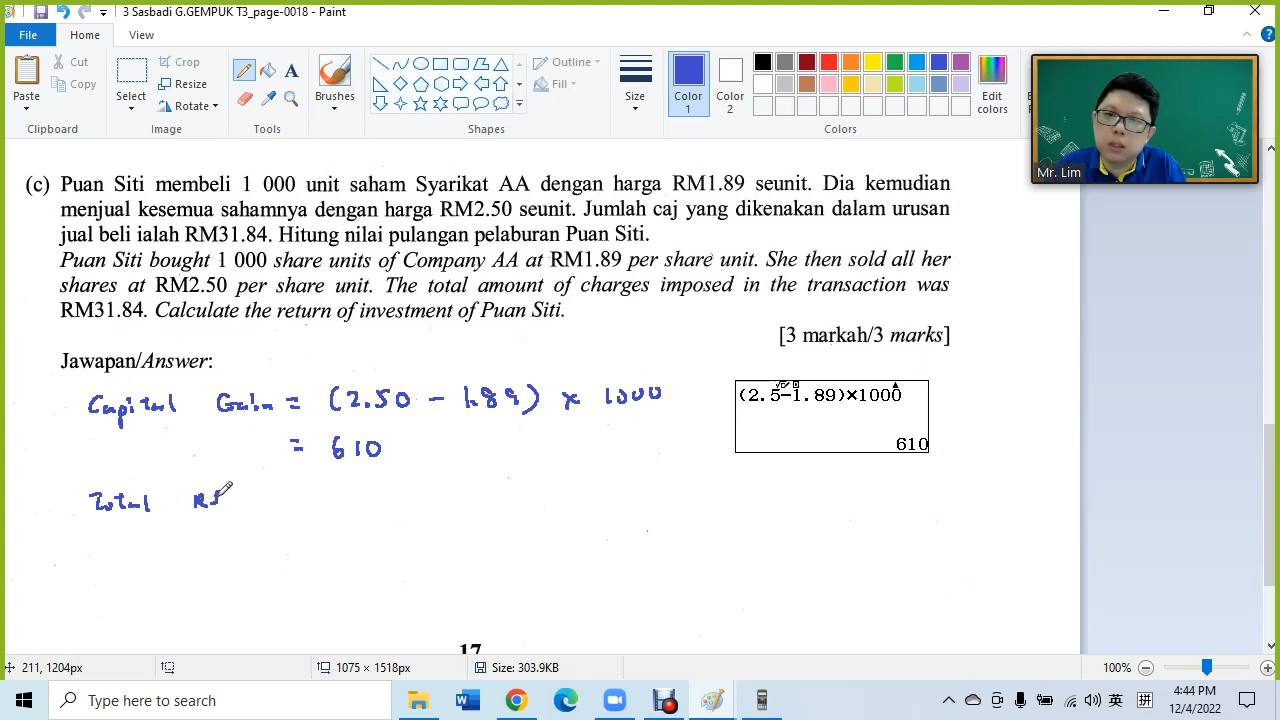 3 Sasbadi G.GEMPUK T3_page-0018 - Paint
File Home View
Paste Cut Copy Clipboard
Select Crop Resize Rotate Image
Tools
Brushes
Outline Fill Shapes
Size
Color 1 Color 2 Edit colors Colors
Mr. Lim
(c) Puan Siti membeli 1 000 unit saham Syarikat AA dengan harga RM1.89 seunit. Dia kemudian
menjual kesemua sahamnya dengan harga RM2.50 seunit. Jumlah caj yang dikenakan dalam urusan
jual beli ialah RM31.84. Hitung nilai pulangan pelaburan Puan Siti.
Puan Siti bought 1 000 share units of Company AA at RM1.89 per share unit. She then sold all her
shares at RM2.50 per share unit. The total amount of charges imposed in the transaction was
RM31.84. Calculate the return of investment of Puan Siti.
[3 markah/3 marks]
Jawapan/Answer:
Capital Gain = (2.50 - 1.89) x 1000
= 610
Total
(2.5-1.89)×1000
610
17
211, 1204px 1075 × 1518px Size: 303.9KB 100%
Type here to search
英 拼 4:44 PM
12/4/2022